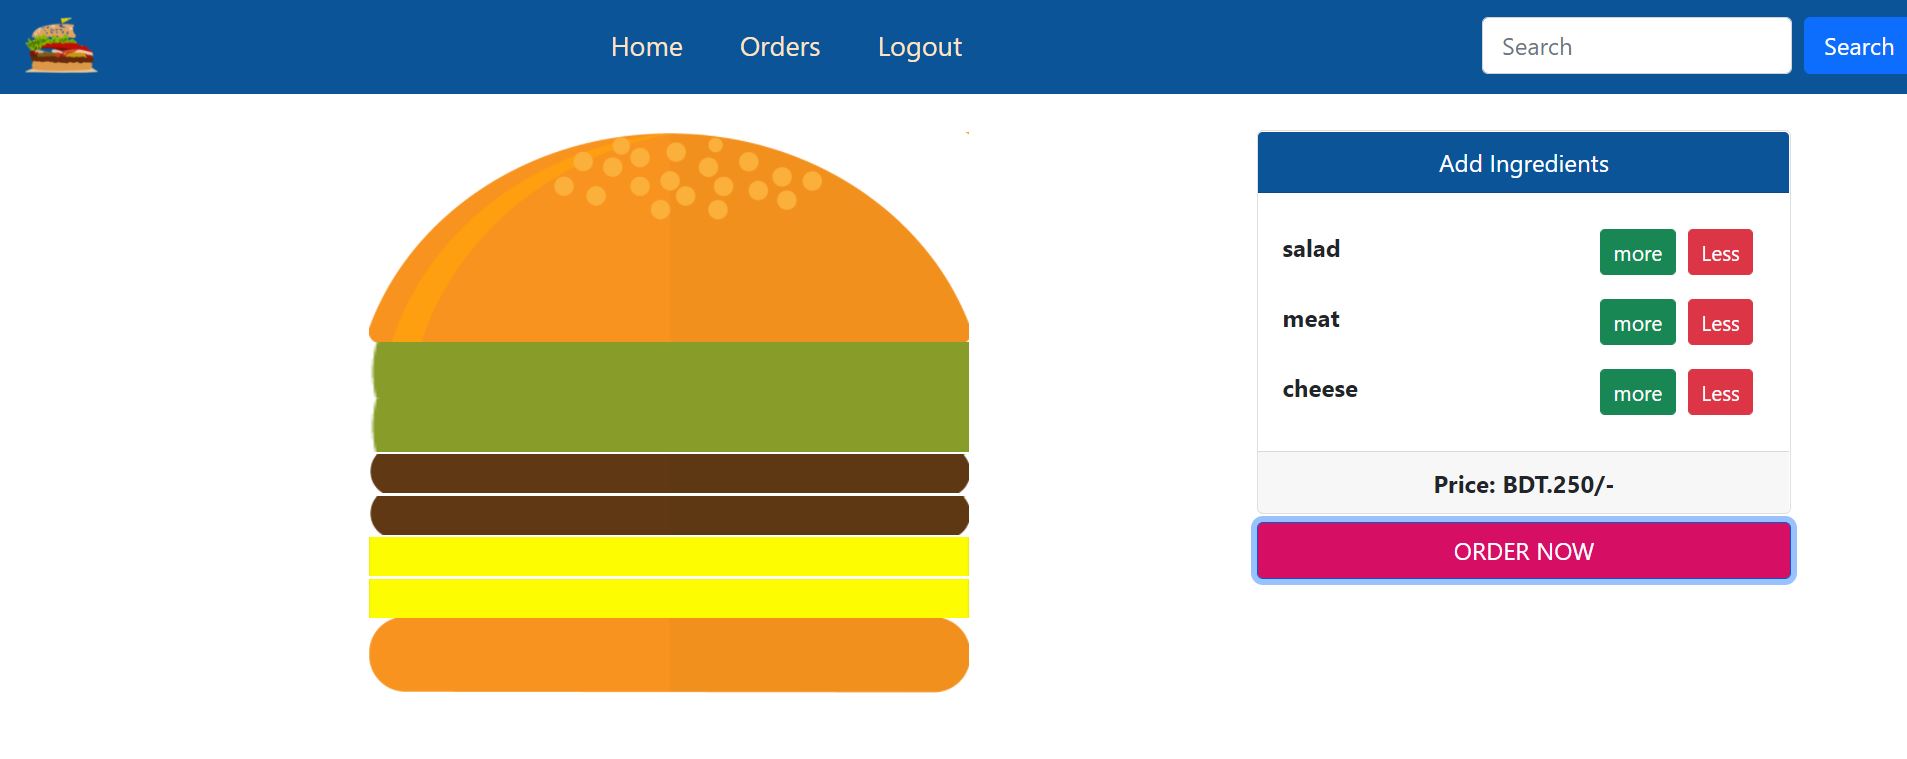 Home Orders Logout Search Search
Add Ingredients
salad more Less
meat more Less
cheese more Less
Price: BDT.250/-
ORDER NOW